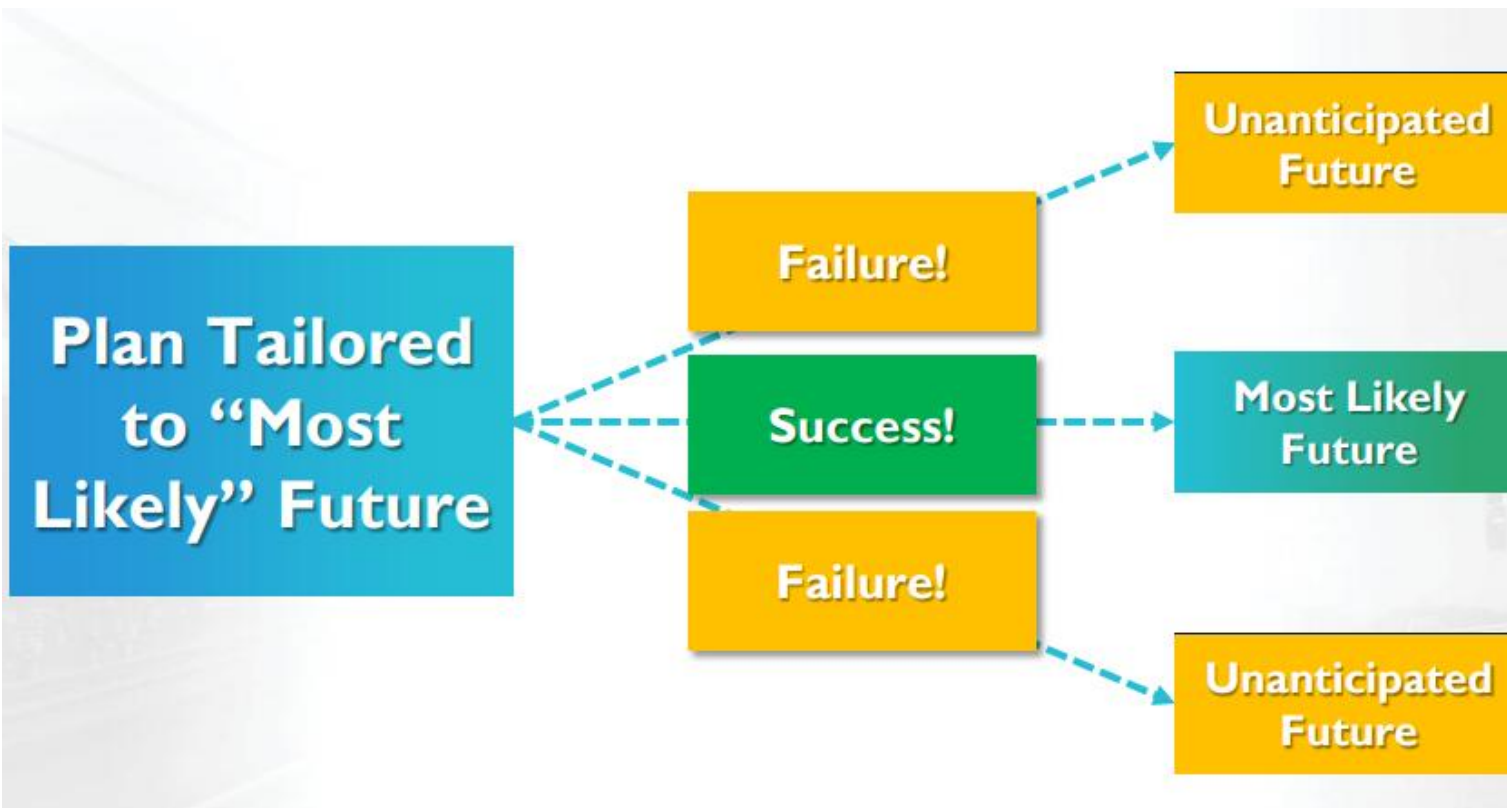 Plan Tailored
to “Most
Likely” Future
Failure!
Success!
Failure!
Unanticipated
Future
Most Likely
Future
Unanticipated
Future